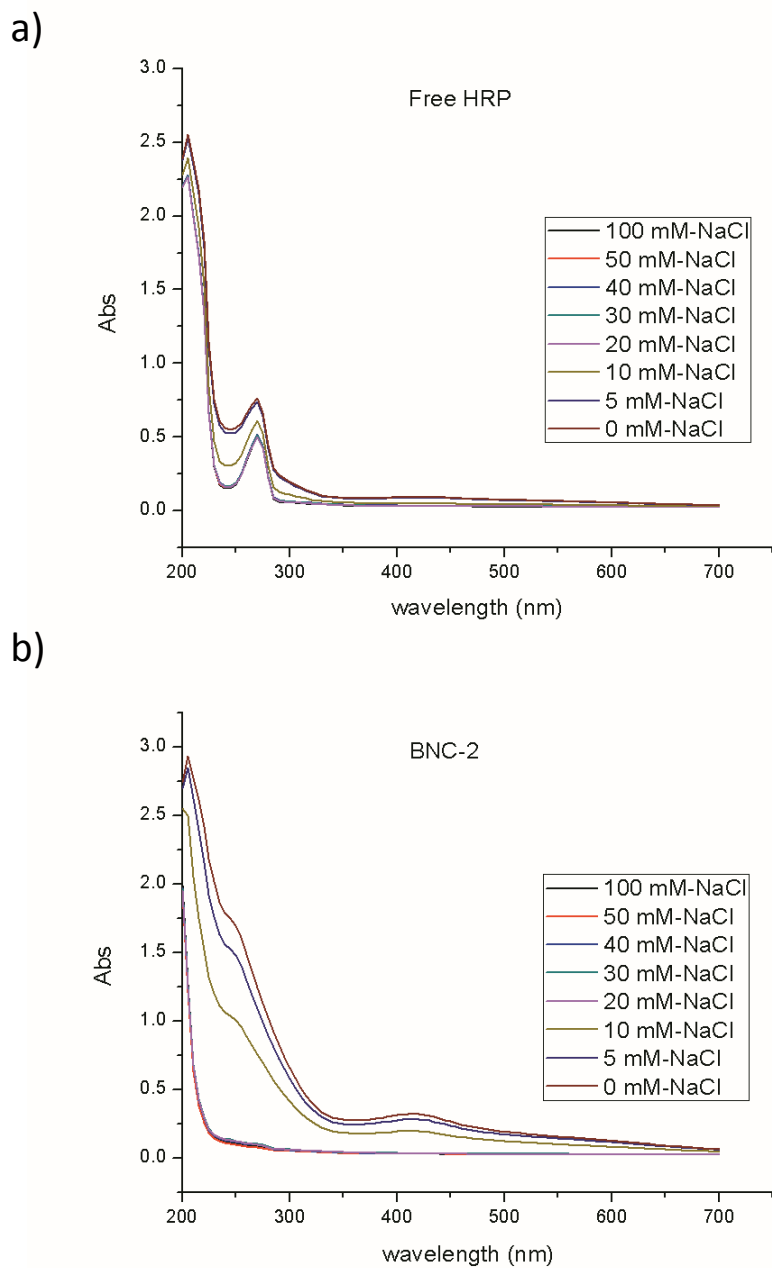 a)
3.0
Free HRP
2.5
2.0
100 mM-NaCl
50 mM-NaCl
40 mM-NaCl
30 mM-NaCl
20 mM-NaCl
10 mM-NaCl
5 mM-NaCl
0 mM-NaCl
1.5
Abs
1.0
0.5
0.0
200 300 400 500 600 700
wavelength (nm)
b)
3.0
BNC-2
2.5
2.0
100 mM-NaCl
50 mM-NaCl
40 mM-NaCl
30 mM-NaCl
20 mM-NaCl
10 mM-NaCl
5 mM-NaCl
0 mM-NaCl
1.5
Abs
1.0
0.5
0.0
200 300 400 500 600 700
wavelength (nm)